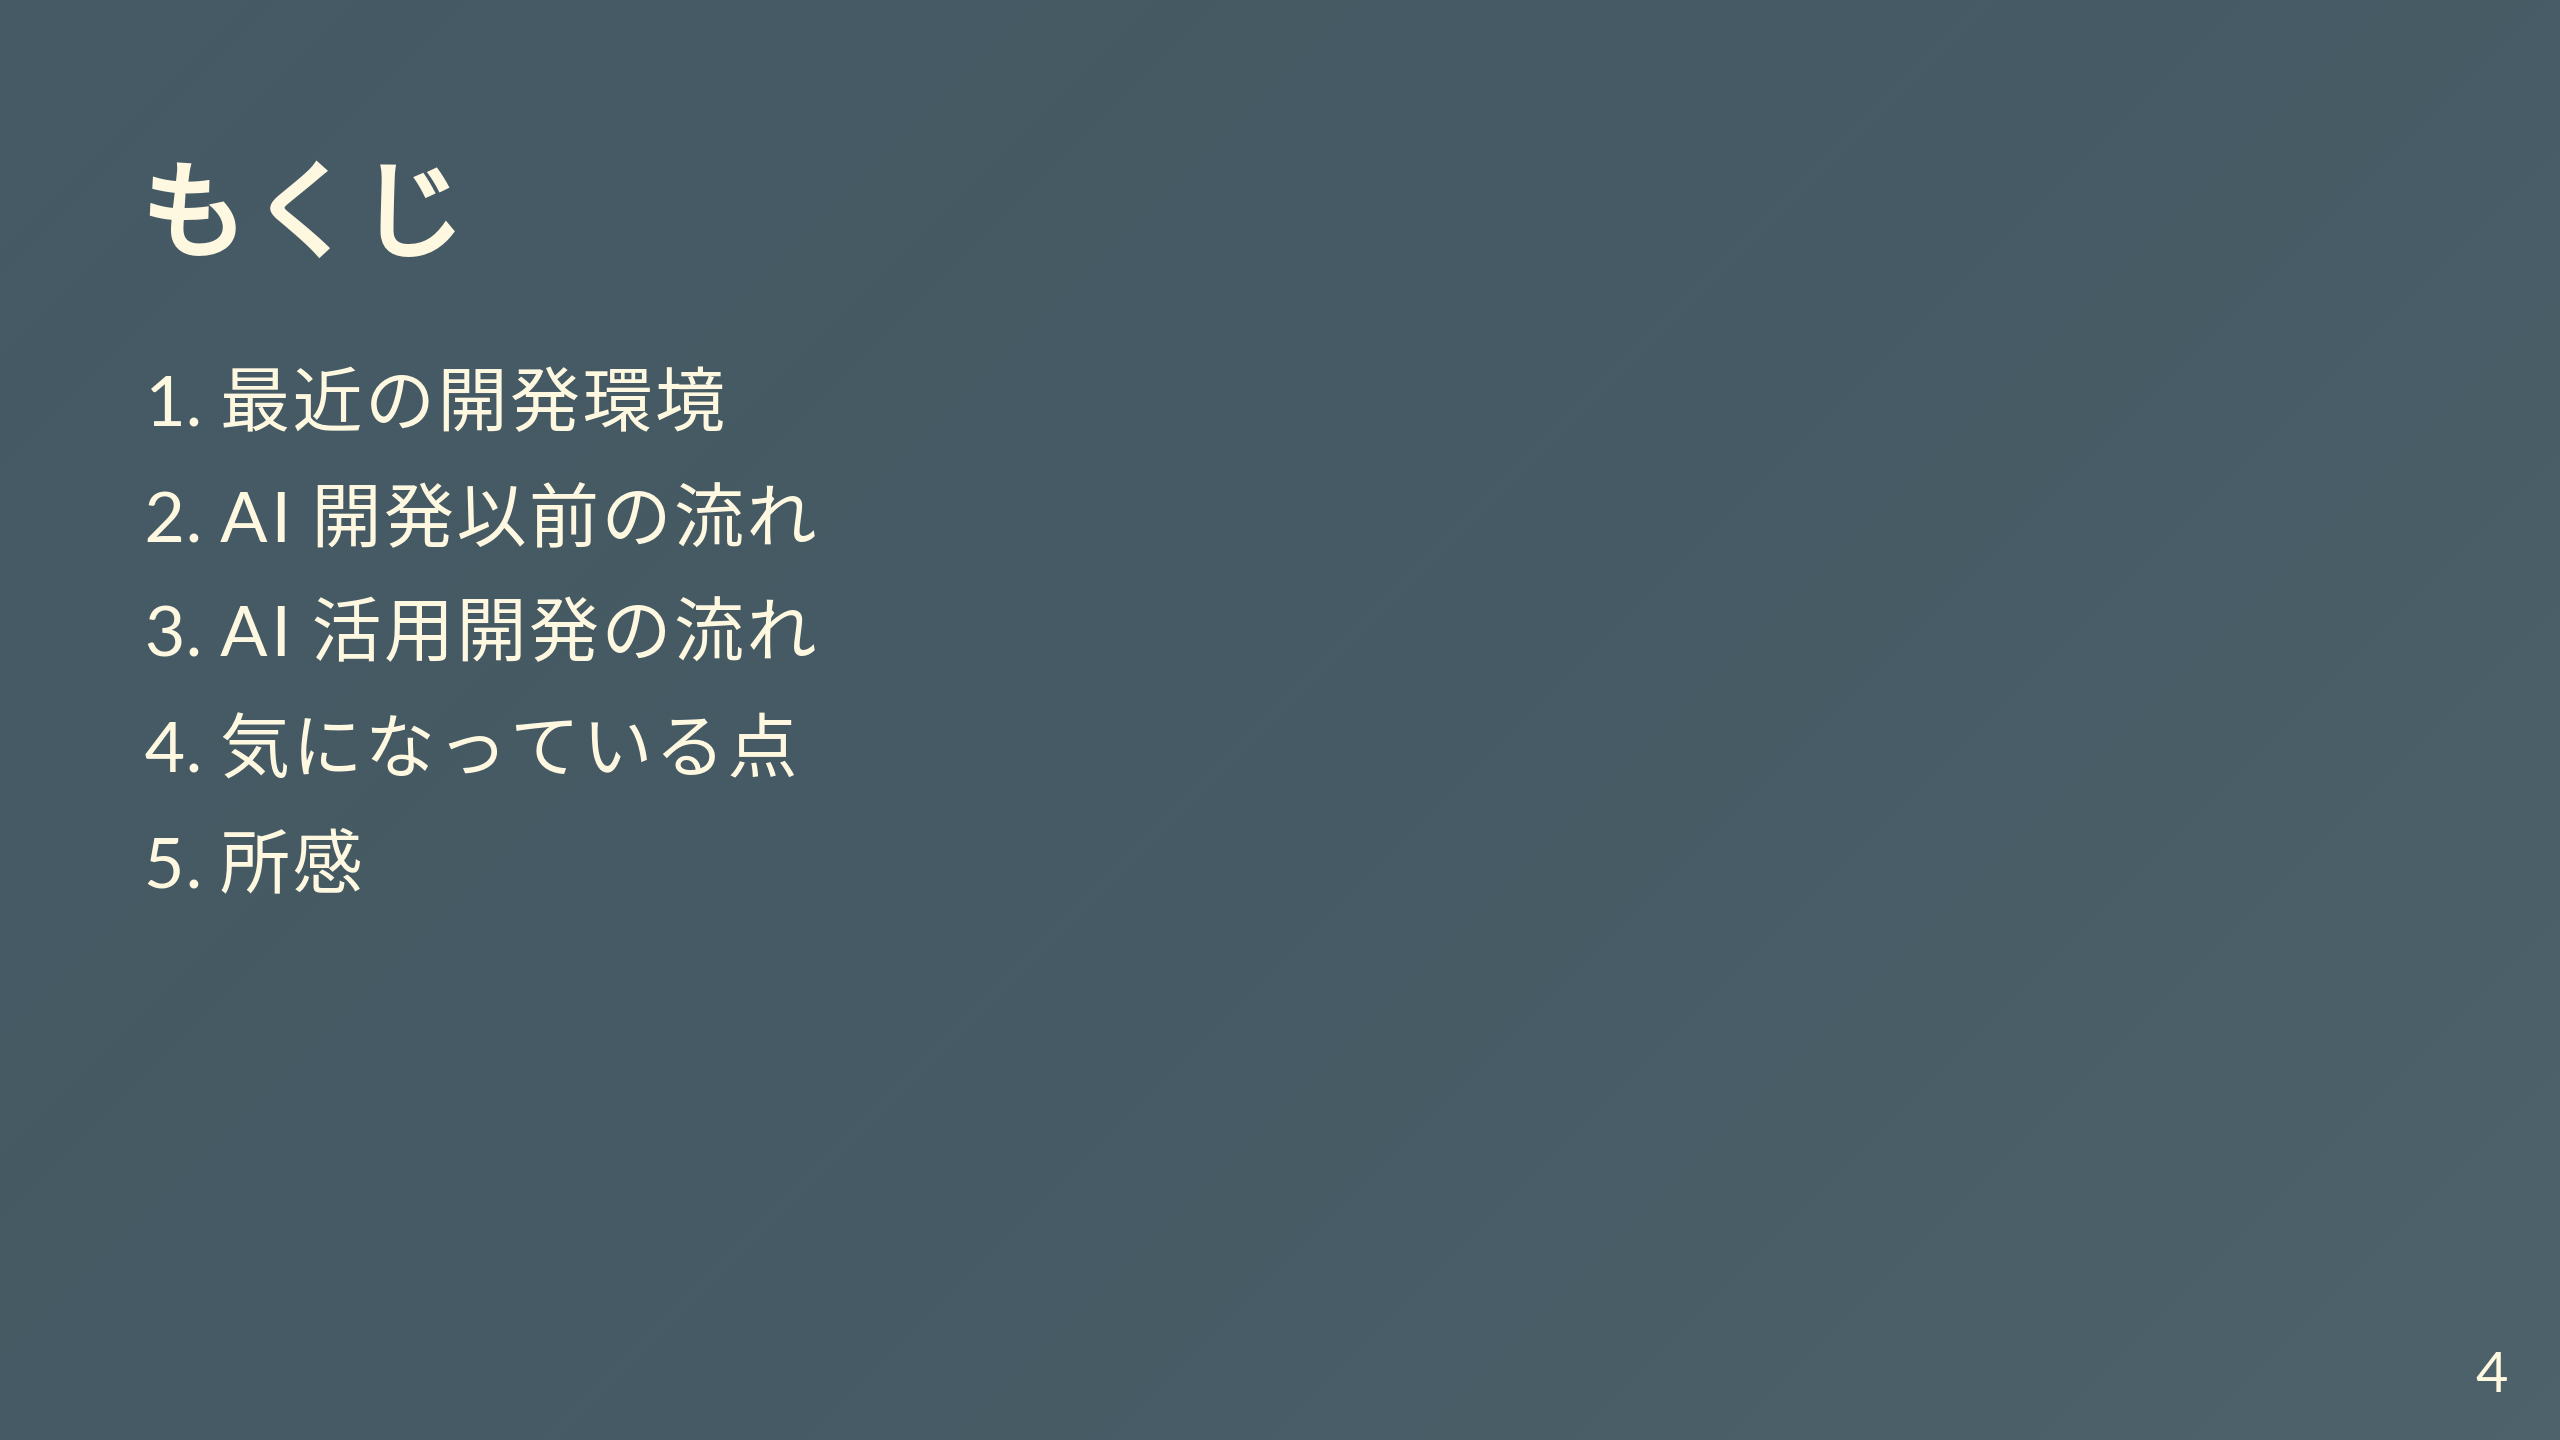 もくじ
1. 最近の開発環境
2. AI 開発以前の流れ
3. AI 活用開発の流れ
4. 気になっている点
5. 所感
4